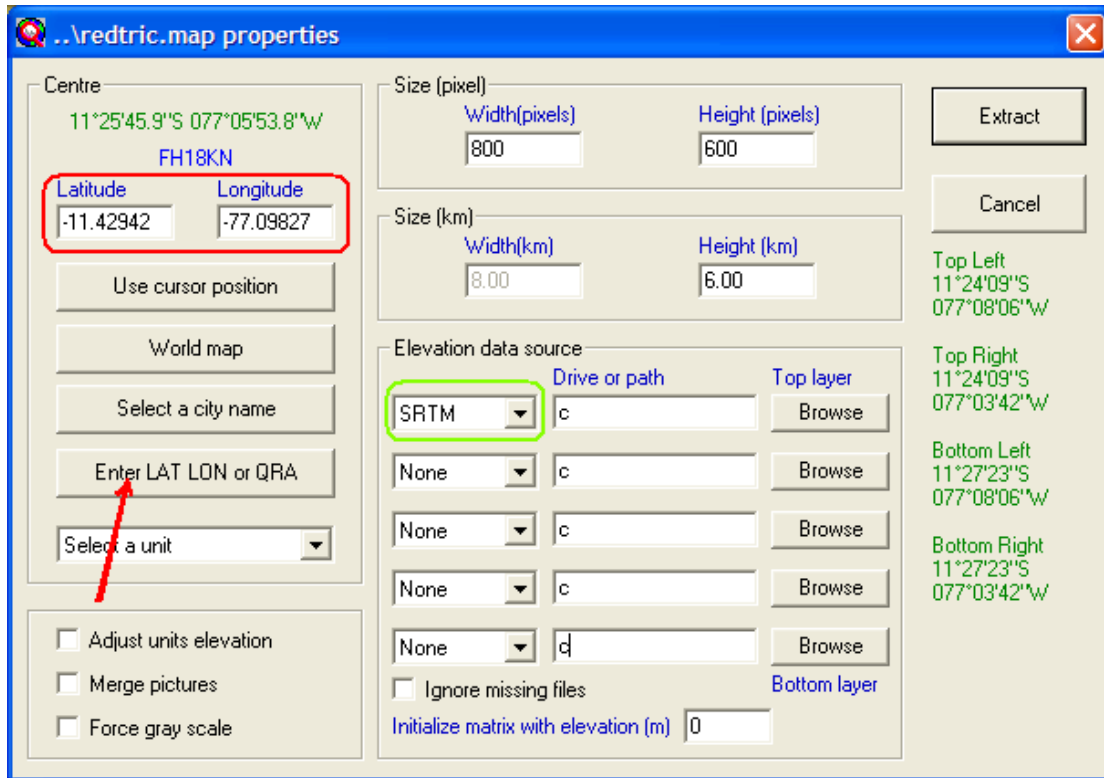 ..\redtric.map properties
Centre
11°25'45.9''S 077°05'53.8''W
FH18KN
Latitude Longitude
-11.42942 -77.09827
Use cursor position
World map
Select a city name
Enter LAT LON or QRA
Select a unit
Adjust units elevation
Merge pictures
Force gray scale
Size (pixel)
Width(pixels) Height (pixels)
800 600
Size (km)
Width(km) Height (km)
8.00 6.00
Elevation data source
Drive or path Top layer
SRTM c Browse
None c Browse
None c Browse
None c Browse
None c Browse
Ignore missing files Bottom layer
Initialize matrix with elevation (m) 0
Extract
Cancel
Top Left
11°24'09''S
077°08'06''W
Top Right
11°24'09''S
077°03'42''W
Bottom Left
11°27'23''S
077°08'06''W
Bottom Right
11°27'23''S
077°03'42''W